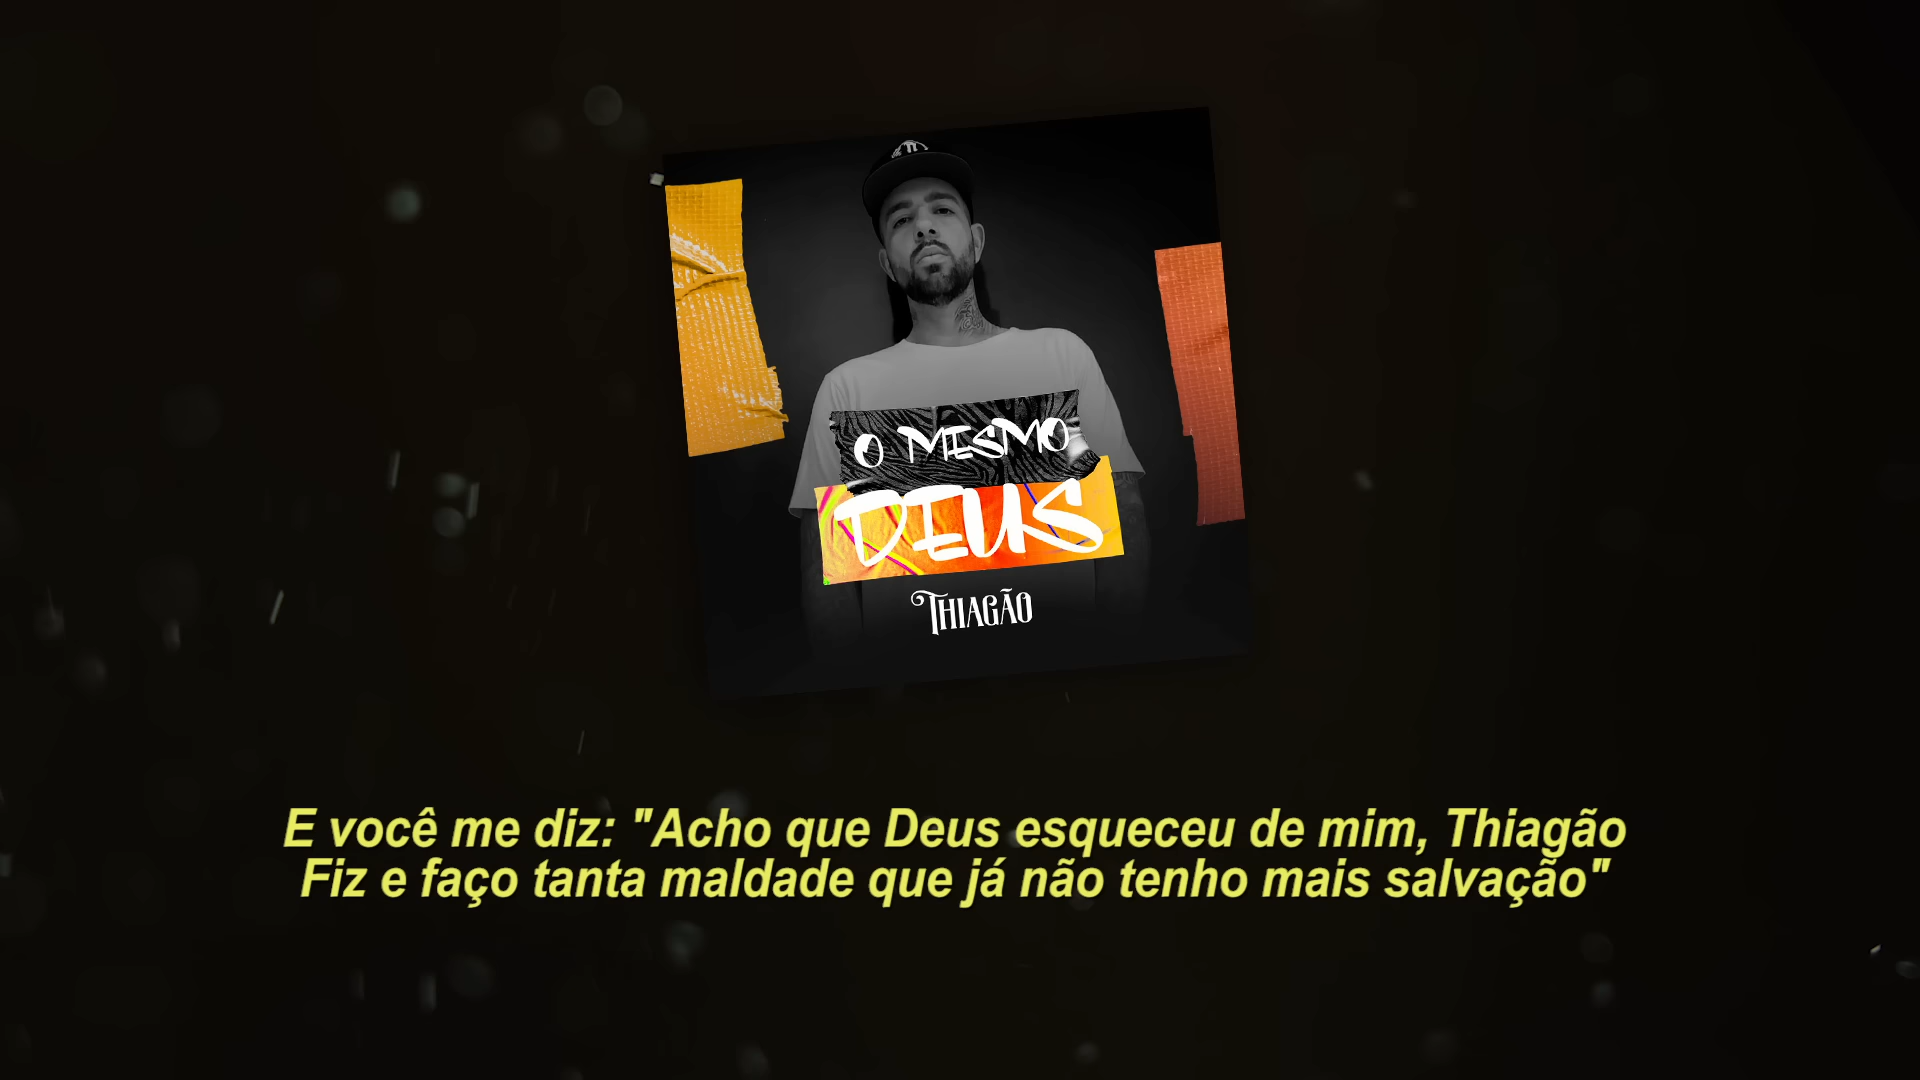 O MESMO
DEUS
THIAGÃO
E você me diz: "Acho que Deus esqueceu de mim, Thiagão
Fiz e faço tanta maldade que já não tenho mais salvação"